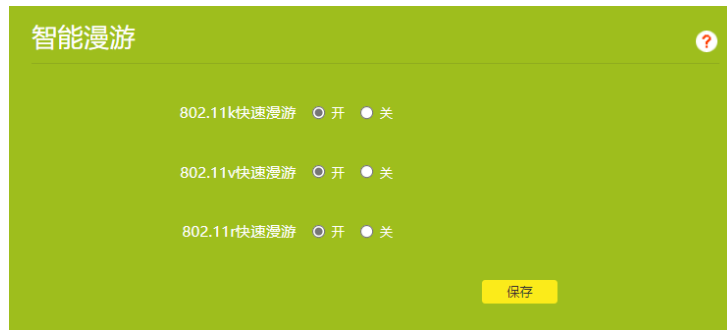 智能漫游
?
802.11k快速漫游 开 关
802.11v快速漫游 开 关
802.11r快速漫游 开 关
保存